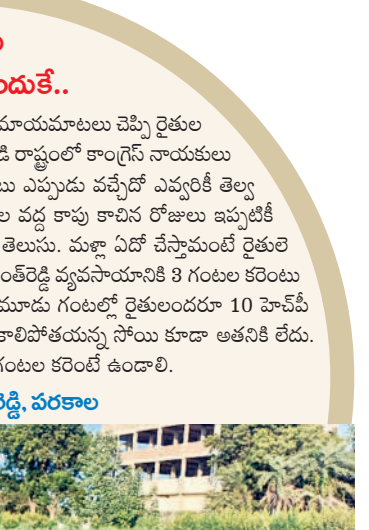 ందుకే..
మాయమాటలు చెప్పి రైతుల
డి రాష్ట్రంలో కాంగ్రెస్ నాయకులు
టు ఎప్పుడు వచ్చేదో ఎవ్వరికీ తెల్వ
ల వద్ద కాపు కాచిన రోజులు ఇప్పటికీ
తెలుసు. మళ్లా ఏదో చేస్తామంటే రైతులె
ంత్‌రెడ్డి వ్యవసాయానికి 3 గంటల కరెంటు
మూడు గంటల్లో రైతులందరూ 10 హెచ్‌పీ
కాలిపోతయన్న సోయి కూడా అతనికి లేదు.
గంటల కరెంటే ఉండాలి.
రెడ్డి, పరకాల